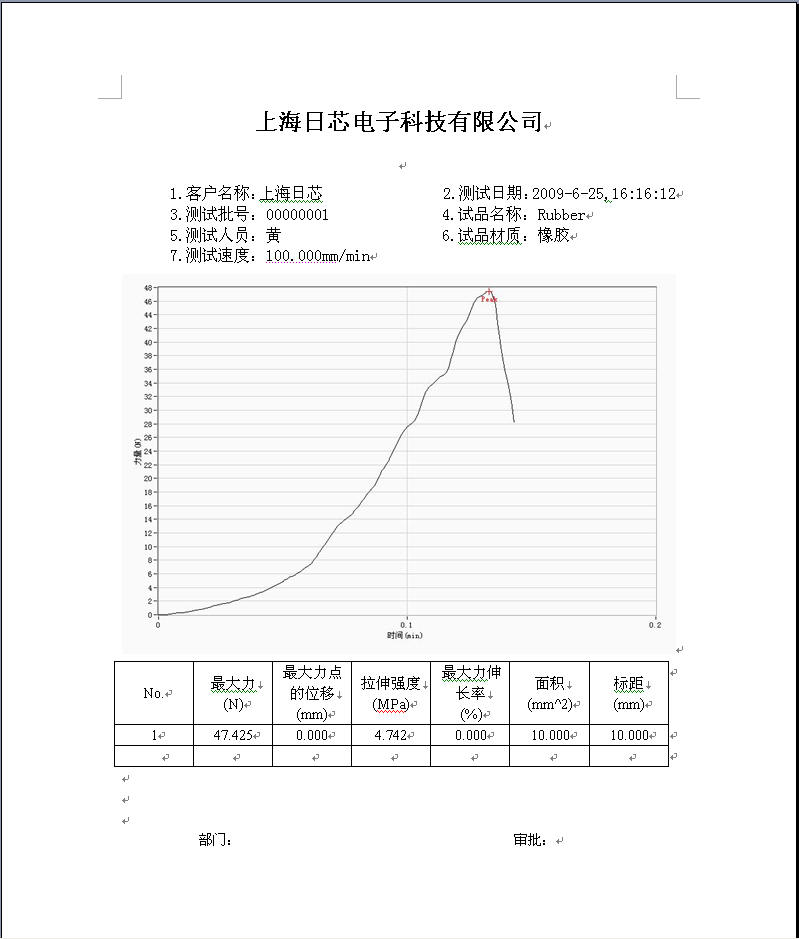 上海日芯电子科技有限公司
1.客户名称：上海日芯
2.测试日期：2009-6-25,16:16:12
3.测试批号：00000001
4.试品名称：Rubber
5.测试人员：黄
6.试品材质：橡胶
7.测试速度：100.000mm/min
48
46
44
42
40
38
36
34
32
30
28
26
24
22
20
18
16
14
12
10
8
6
4
2
0
力量(N)
Peak
0 0.1 0.2
时间(min)
No. 最大力(N) 最大力点的位移(mm) 拉伸强度(MPa) 最大力伸长率(%) 面积(mm^2) 标距(mm)
1 47.425 0.000 4.742 0.000 10.000 10.000
部门： 审批：